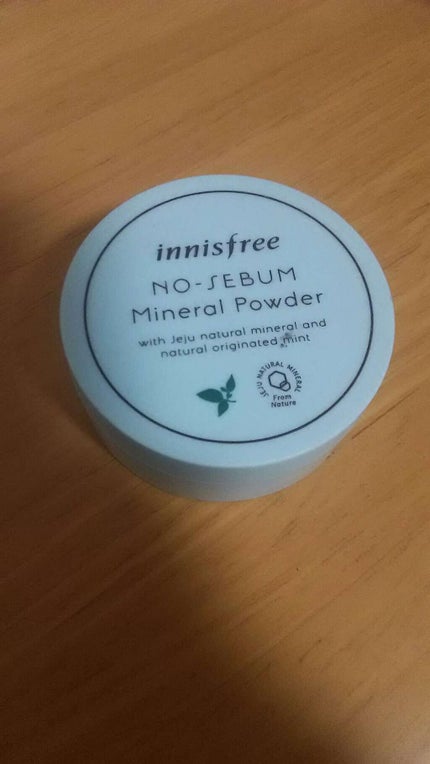 innisfree
NO-SEBUM
Mineral Powder
with Jeju natural mineral and
natural originated mint
JEJU NATURAL MINERAL
From
Nature